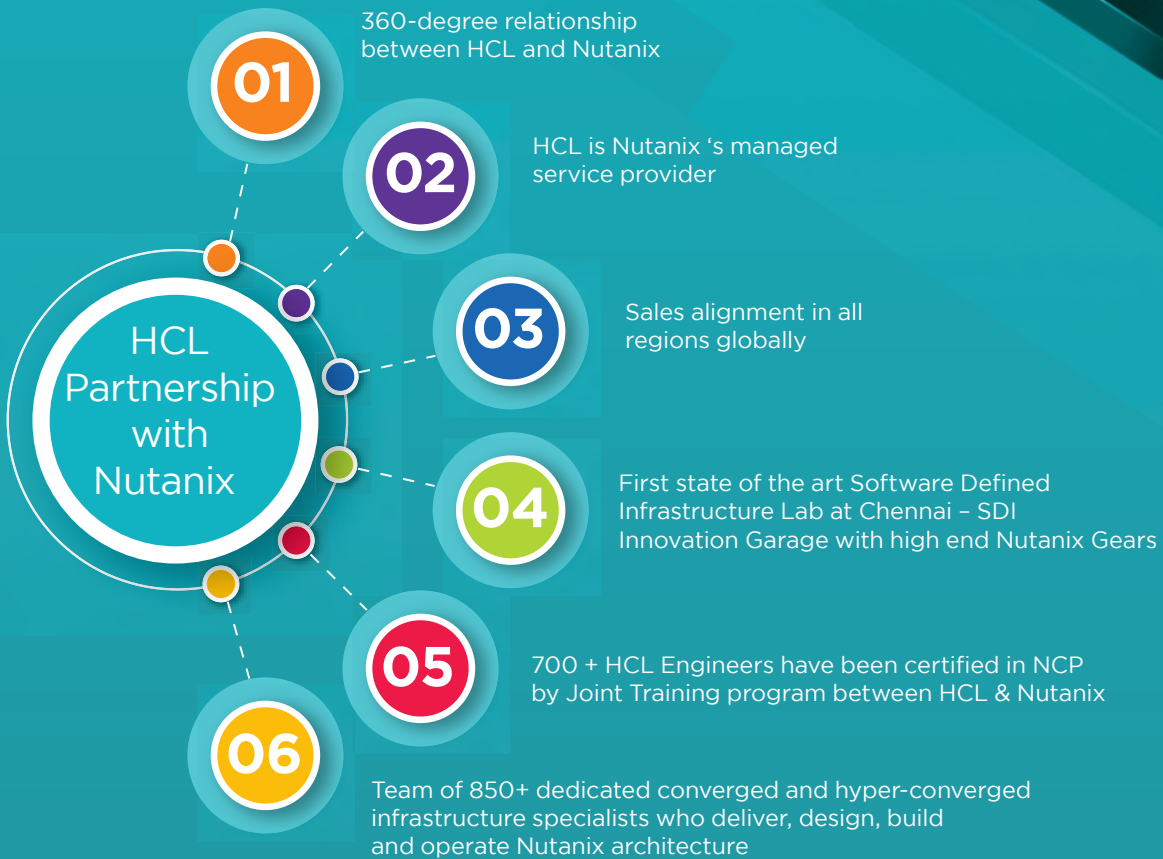 01
360-degree relationship
between HCL and Nutanix
02
HCL is Nutanix ‘s managed
service provider
03
Sales alignment in all
regions globally
HCL
Partnership
with
Nutanix
04
First state of the art Software Defined
Infrastructure Lab at Chennai – SDI
Innovation Garage with high end Nutanix Gears
05
700 + HCL Engineers have been certified in NCP
by Joint Training program between HCL & Nutanix
06
Team of 850+ dedicated converged and hyper-converged
infrastructure specialists who deliver, design, build
and operate Nutanix architecture